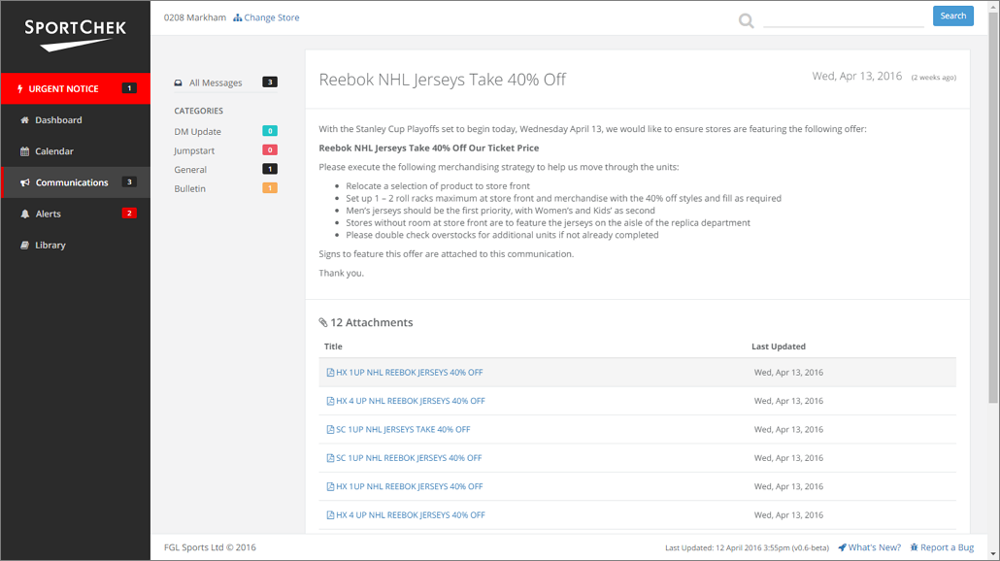 SPORTCHEK
0208 Markham Change Store
Search
URGENT NOTICE 1
Dashboard
Calendar
Communications 3
Alerts 2
Library
All Messages 3
CATEGORIES
DM Update 0
Jumpstart 0
General 1
Bulletin 1
Reebok NHL Jerseys Take 40% Off
Wed, Apr 13, 2016 (2 weeks ago)
With the Stanley Cup Playoffs set to begin today, Wednesday April 13, we would like to ensure stores are featuring the following offer:
Reebok NHL Jerseys Take 40% Off Our Ticket Price
Please execute the following merchandising strategy to help us move through the units:
• Relocate a selection of product to store front
• Set up 1 – 2 roll racks maximum at store front and merchandise with the 40% off styles and fill as required
• Men's jerseys should be the first priority, with Women's and Kids' as second
• Stores without room at store front are to feature the jerseys on the aisle of the replica department
• Please double check overstocks for additional units if not already completed
Signs to feature this offer are attached to this communication.
Thank you.
12 Attachments
Title Last Updated
HX 1UP NHL REEBOK JERSEYS 40% OFF Wed, Apr 13, 2016
HX 4 UP NHL REEBOK JERSEYS 40% OFF Wed, Apr 13, 2016
SC 1UP NHL JERSEYS TAKE 40% OFF Wed, Apr 13, 2016
SC 1UP NHL REEBOK JERSEYS 40% OFF Wed, Apr 13, 2016
HX 1UP NHL REEBOK JERSEYS 40% OFF Wed, Apr 13, 2016
HX 4 UP NHL REEBOK JERSEYS 40% OFF Wed, Apr 13, 2016
FGL Sports Ltd © 2016
Last Updated: 12 April 2016 3:55pm (v0.6-beta) What's New? Report a Bug